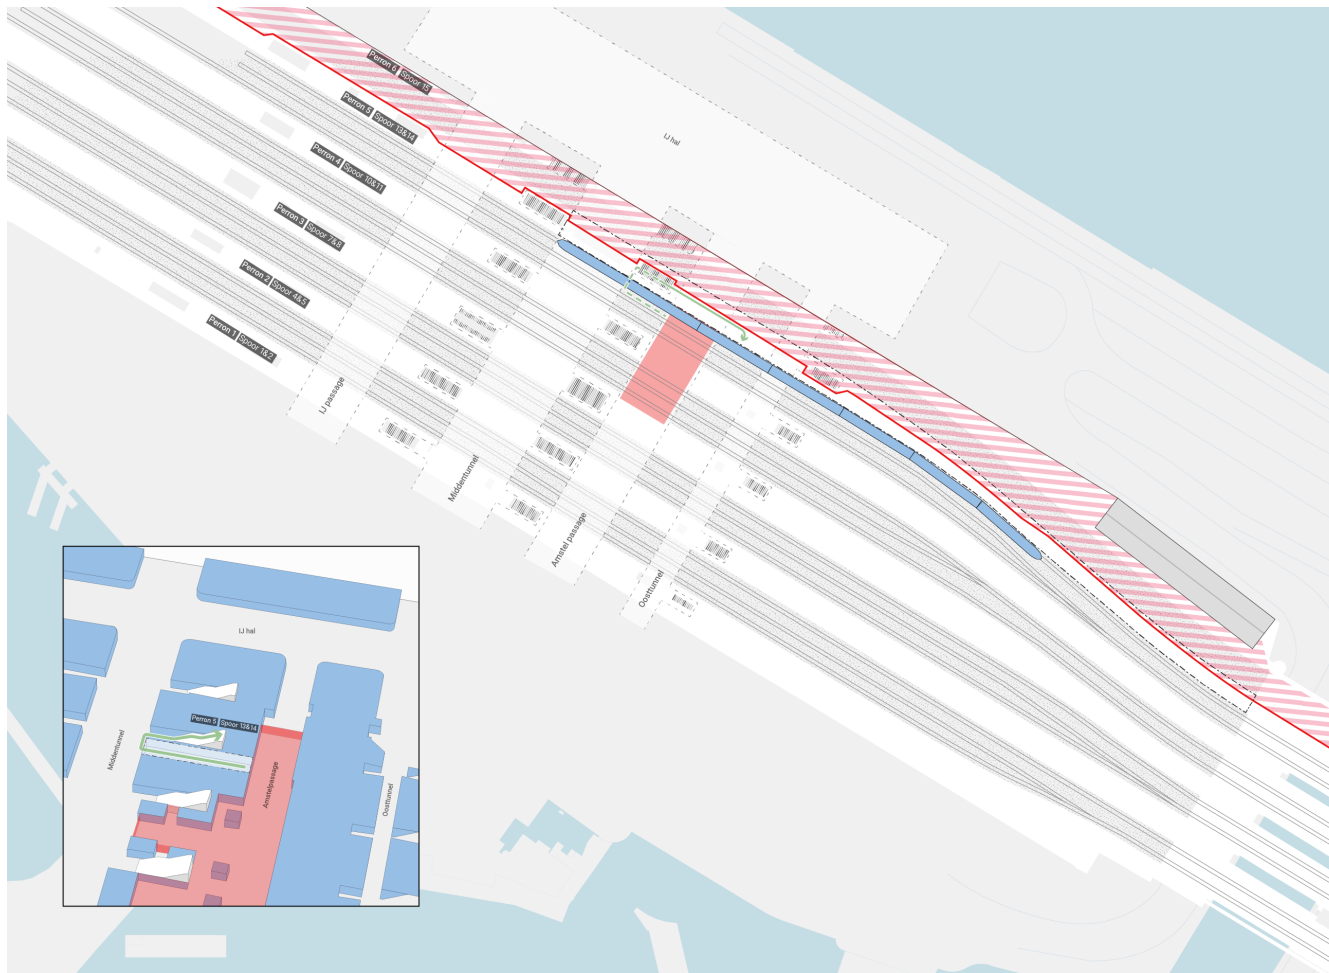 Perron 6 Spoor 15
Perron 5 Spoor 13&14
Perron 4 Spoor 10&11
Perron 3 Spoor 7&8
Perron 2 Spoor 4&5
Perron 1 Spoor 1&2
IJ hal
IJ passage
Middentunnel
Amstel passage
Oosttunnel
IJ hal
Perron 5 Spoor 13&14
Middentunnel
Amstelpassage
Oosttunnel